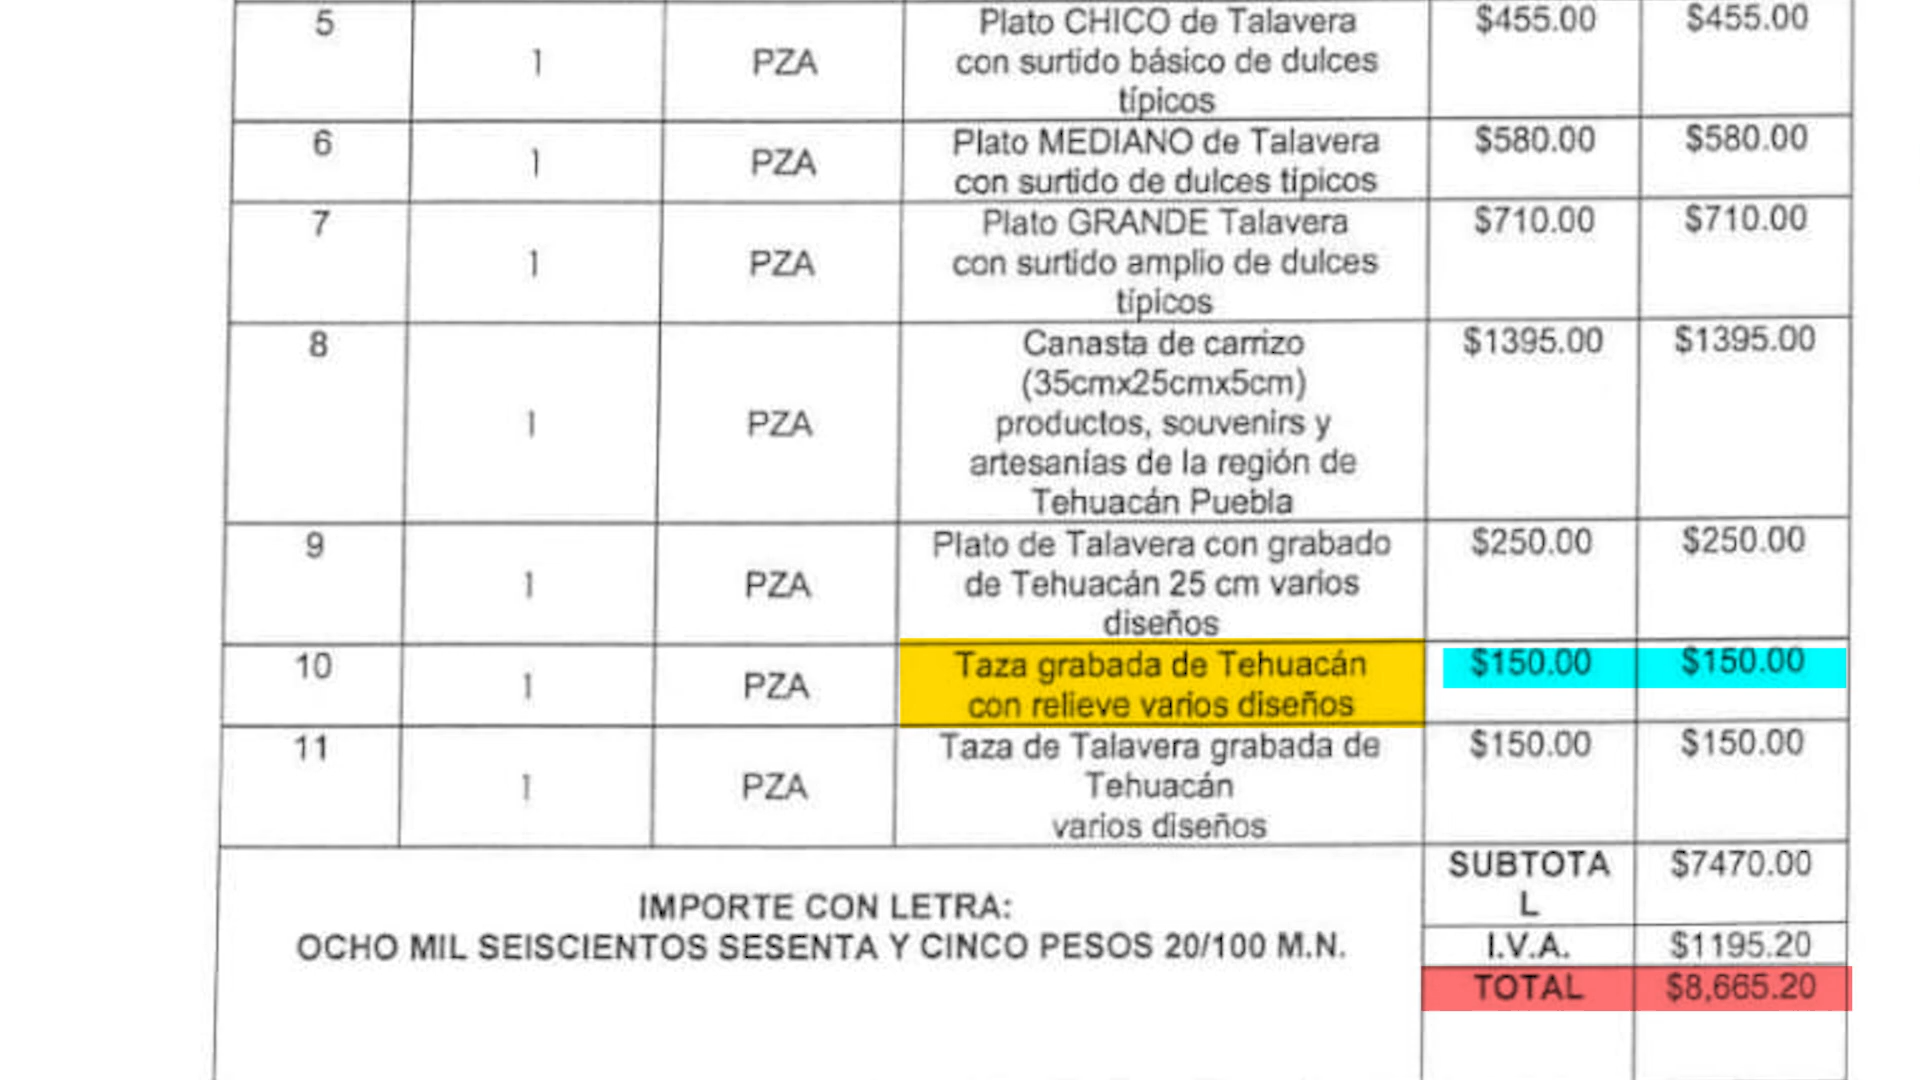 5 1 PZA Plato CHICO de Talavera $455.00 $455.00
con surtido básico de dulces
típicos
6 1 PZA Plato MEDIANO de Talavera $580.00 $580.00
con surtido de dulces típicos
7 1 PZA Plato GRANDE Talavera $710.00 $710.00
con surtido amplio de dulces
típicos
8 1 PZA Canasta de carrizo $1395.00 $1395.00
(35cmx25cmx5cm)
productos, souvenirs y
artesanías de la región de
Tehuacán Puebla
9 1 PZA Plato de Talavera con grabado $250.00 $250.00
de Tehuacán 25 cm varios
diseños
10 1 PZA Taza grabada de Tehuacán $150.00 $150.00
con relieve varios diseños
11 1 PZA Taza de Talavera grabada de $150.00 $150.00
Tehuacán
varios diseños
SUBTOTA $7470.00
L
IMPORTE CON LETRA:
OCHO MIL SEISCIENTOS SESENTA Y CINCO PESOS 20/100 M.N.
I.V.A. $1195.20
TOTAL $8,665.20